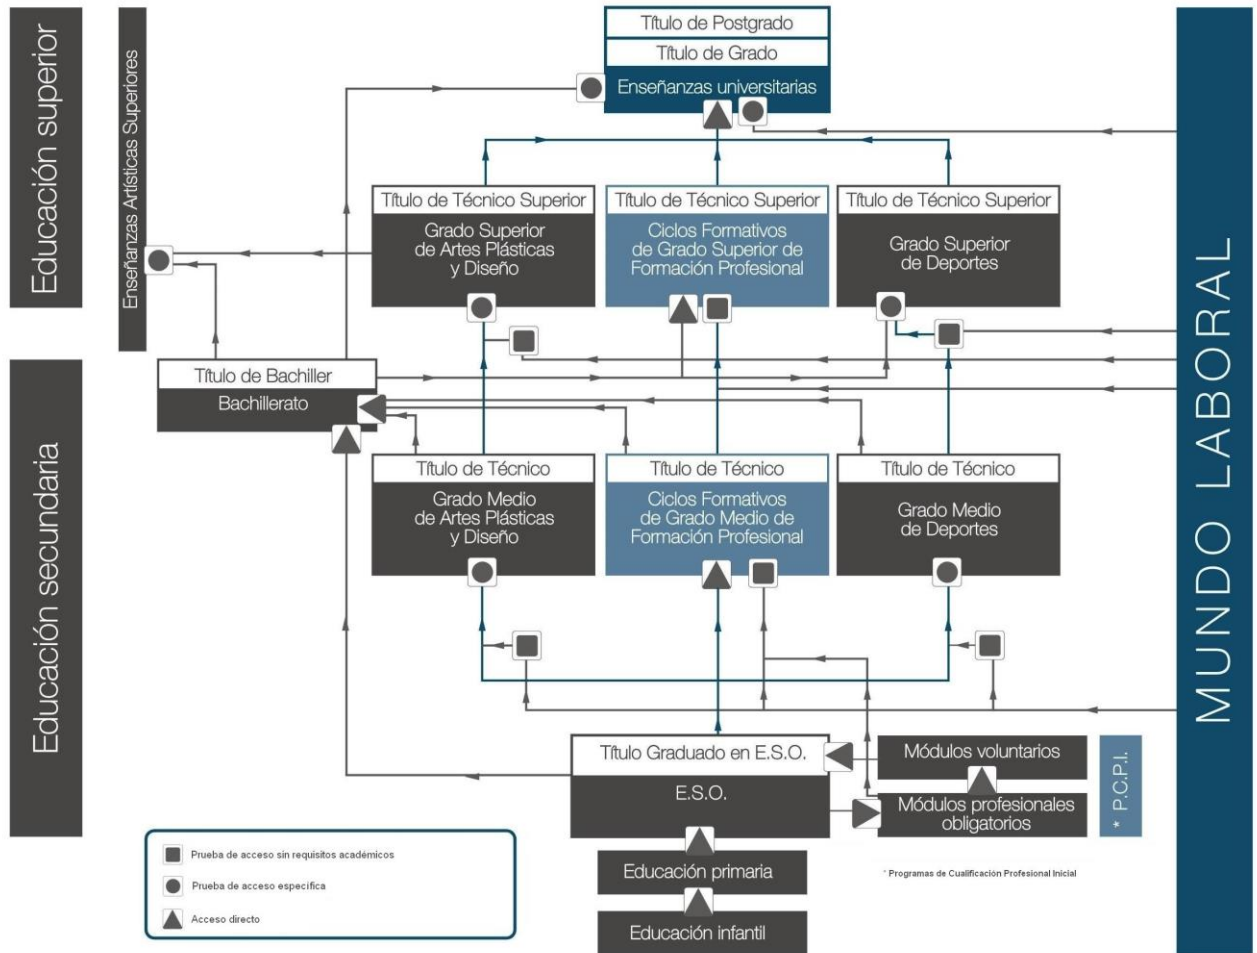 Educación superior
Enseñanzas Artísticas Superiores
Título de Postgrado
Título de Grado
Enseñanzas universitarias
Título de Técnico Superior
Grado Superior
de Artes Plásticas
y Diseño
Título de Técnico Superior
Ciclos Formativos
de Grado Superior de
Formación Profesional
Título de Técnico Superior
Grado Superior
de Deportes
MUNDO LABORAL
Educación secundaria
Título de Bachiller
Bachillerato
Título de Técnico
Grado Medio
de Artes Plásticas
y Diseño
Título de Técnico
Ciclos Formativos
de Grado Medio de
Formación Profesional
Título de Técnico
Grado Medio
de Deportes
Título Graduado en E.S.O.
E.S.O.
Módulos voluntarios
Módulos profesionales
obligatorios
* P.C.P.I.
Educación primaria
Educación infantil
* Programas de Cualificación Profesional Inicial
Prueba de acceso sin requisitos académicos
Prueba de acceso específica
Acceso directo